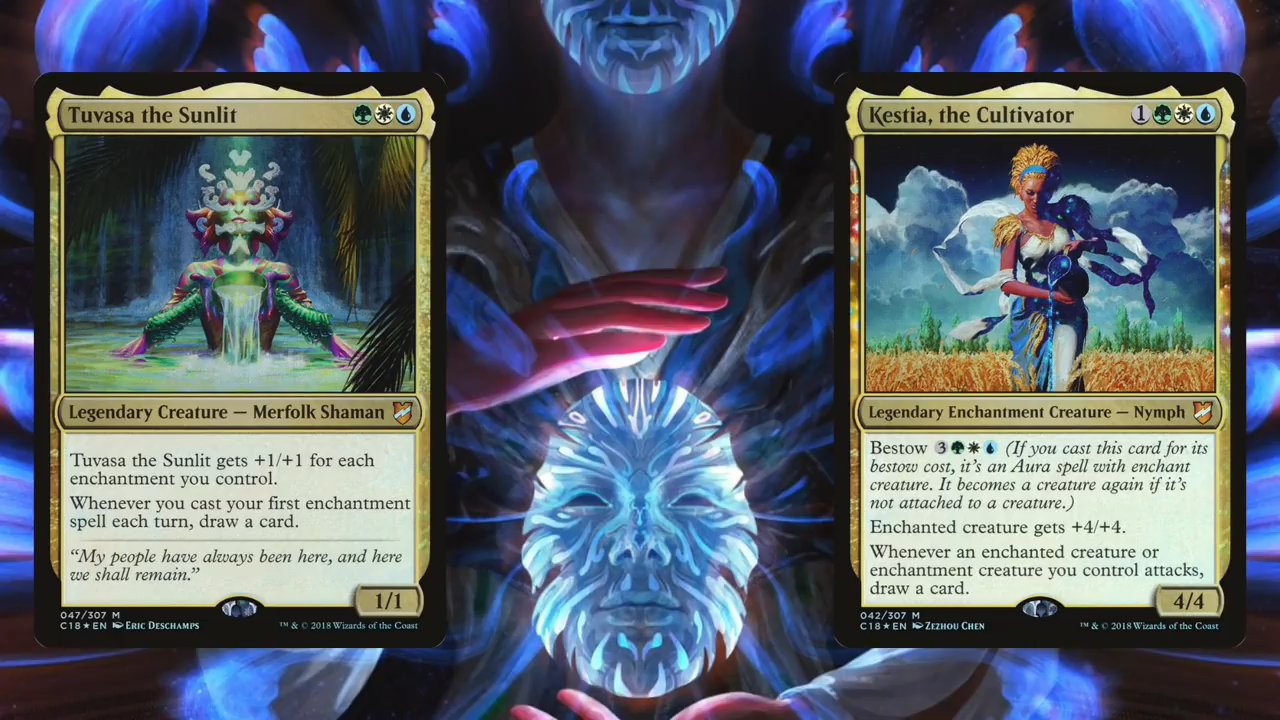 Tuvasa the Sunlit
Legendary Creature — Merfolk Shaman
Tuvasa the Sunlit gets +1/+1 for each
enchantment you control.
Whenever you cast your first enchantment
spell each turn, draw a card.
“My people have always been here, and here
we shall remain.”
1/1
047/307 M
C18★EN Eric Deschamps
™ & © 2018 Wizards of the Coast
Kestia, the Cultivator 1
Legendary Enchantment Creature — Nymph
Bestow 3 (If you cast this card for its
bestow cost, it’s an Aura spell with enchant
creature. It becomes a creature again if it’s
not attached to a creature.)
Enchanted creature gets +4/+4.
Whenever an enchanted creature or
enchantment creature you control attacks,
draw a card.
4/4
042/307 M
C18★EN Zezhou Chen
™ & © 2018 Wizards of the Coast